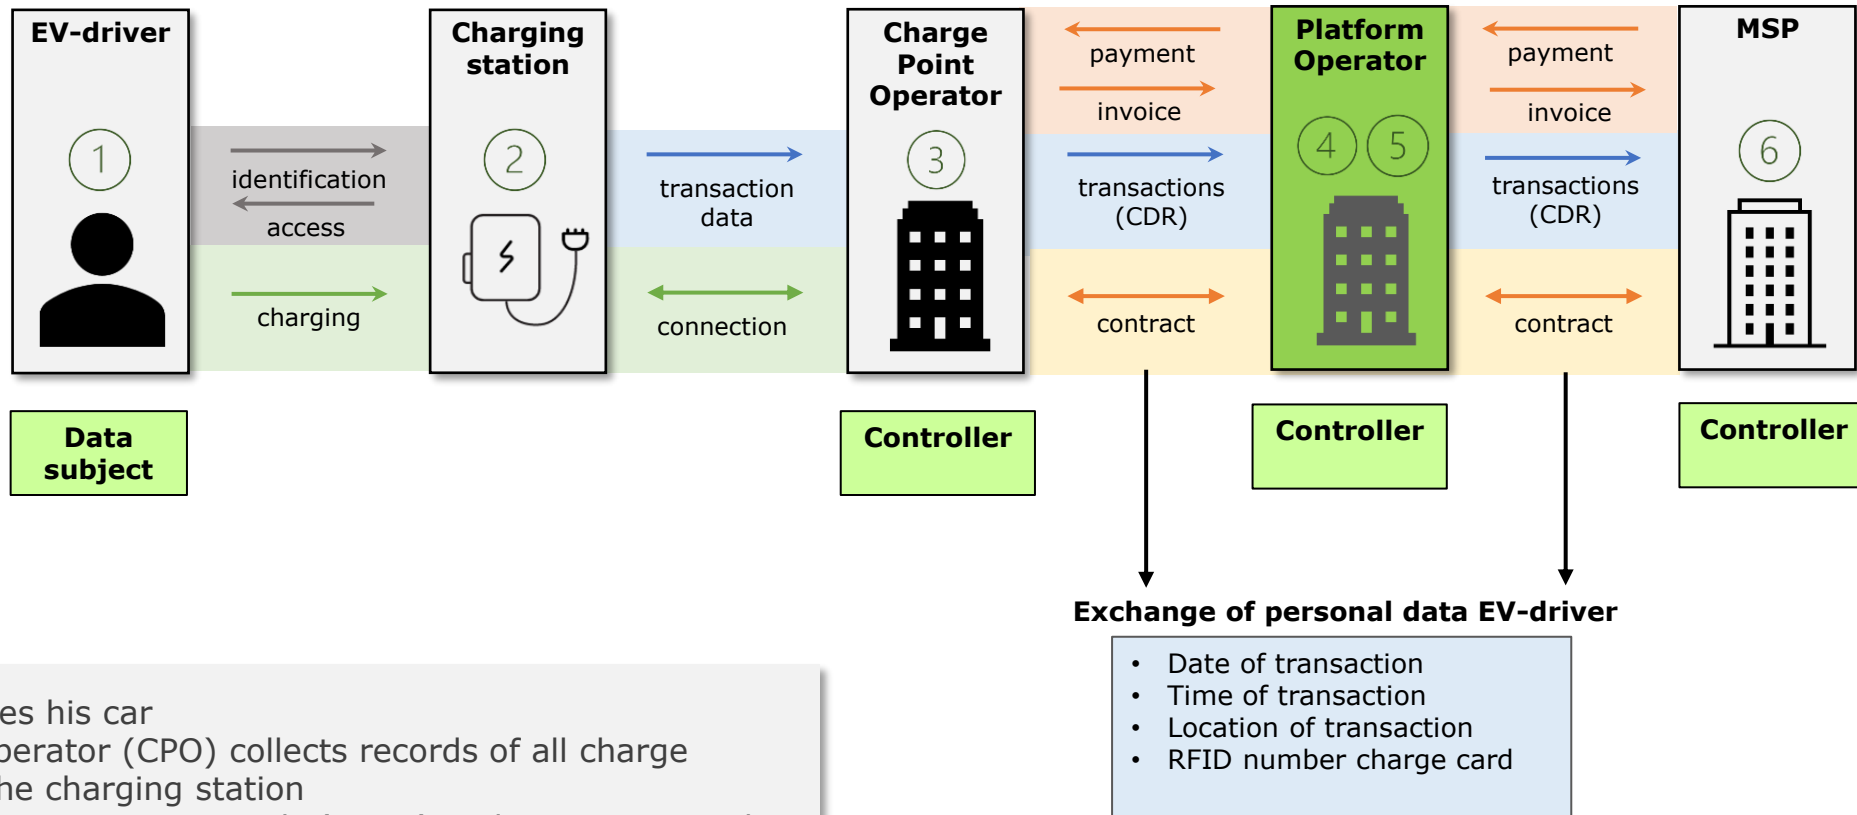 EV-driver
1
Data
subject
identification
access
charging
Charging
station
2
transaction
data
connection
Charge
Point
Operator
3
Controller
payment
invoice
transactions
(CDR)
contract
Platform
Operator
4 5
Controller
payment
invoice
transactions
(CDR)
contract
MSP
6
Controller
Exchange of personal data EV-driver
• Date of transaction
• Time of transaction
• Location of transaction
• RFID number charge card
es his car
perator (CPO) collects records of all charge
he charging station